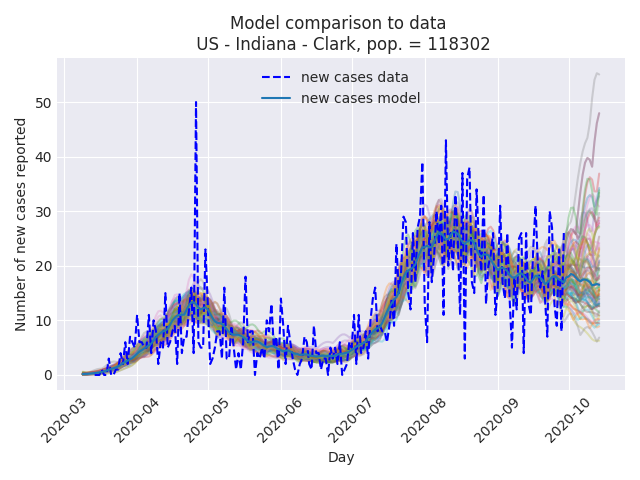 Model comparison to data
US - Indiana - Clark, pop. = 118302
new cases data
new cases model
Number of new cases reported
50
40
30
20
10
0
2020-03
2020-04
2020-05
2020-06
2020-07
2020-08
2020-09
2020-10
Day